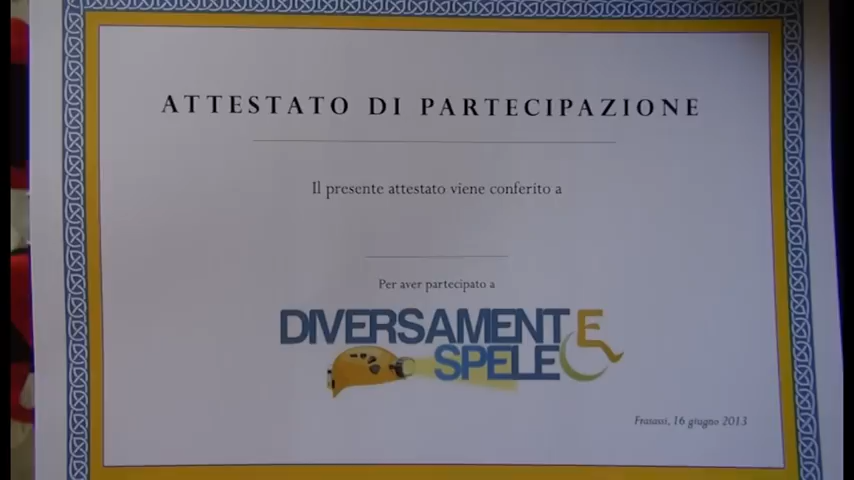 ATTESTATO DI PARTECIPAZIONE
Il presente attestato viene conferito a
Per aver partecipato a
DIVERSAMENTE
SPELEO
Frasassi, 16 giugno 2013